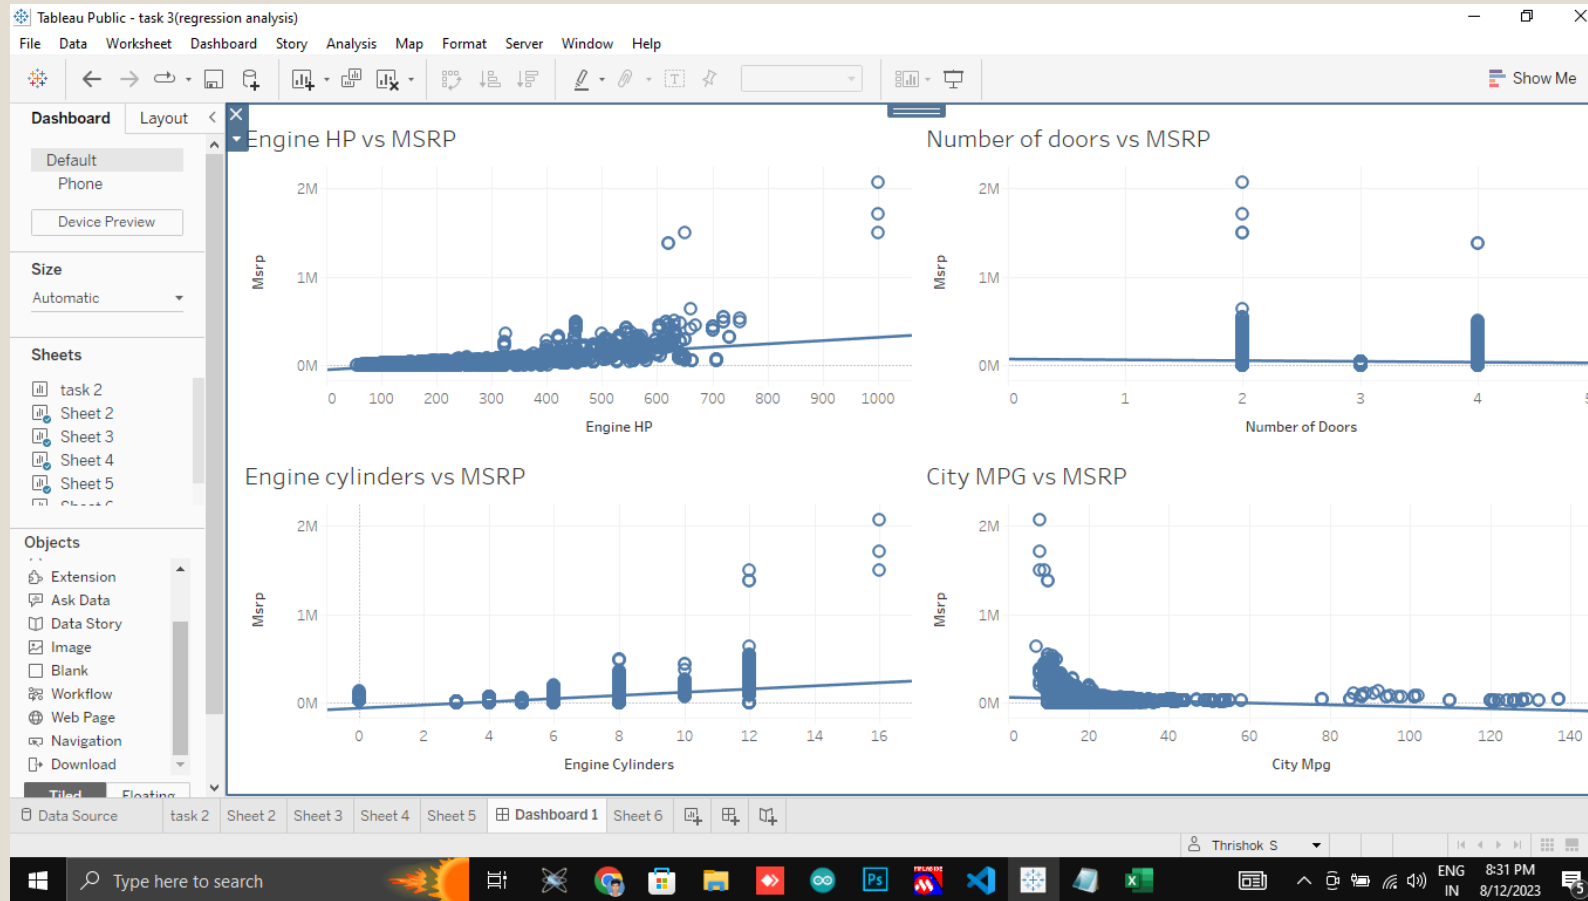 Tableau Public - task 3(regression analysis)
File Data Worksheet Dashboard Story Analysis Map Format Server Window Help
Show Me
Dashboard Layout
Default
Phone
Device Preview
Size
Automatic
Sheets
task 2
Sheet 2
Sheet 3
Sheet 4
Sheet 5
Objects
Extension
Ask Data
Data Story
Image
Blank
Workflow
Web Page
Navigation
Download
Tiled Floating
Engine HP vs MSRP
2M
1M
0M
Msrp
0 100 200 300 400 500 600 700 800 900 1000
Engine HP
Number of doors vs MSRP
2M
1M
0M
Msrp
0 1 2 3 4
Number of Doors
Engine cylinders vs MSRP
2M
1M
0M
Msrp
0 2 4 6 8 10 12 14 16
Engine Cylinders
City MPG vs MSRP
2M
1M
0M
Msrp
0 20 40 60 80 100 120 140
City Mpg
Data Source task 2 Sheet 2 Sheet 3 Sheet 4 Sheet 5 Dashboard 1 Sheet 6
Thrishok S
Type here to search
Ps
ENG
IN
8:31 PM
8/12/2023
5